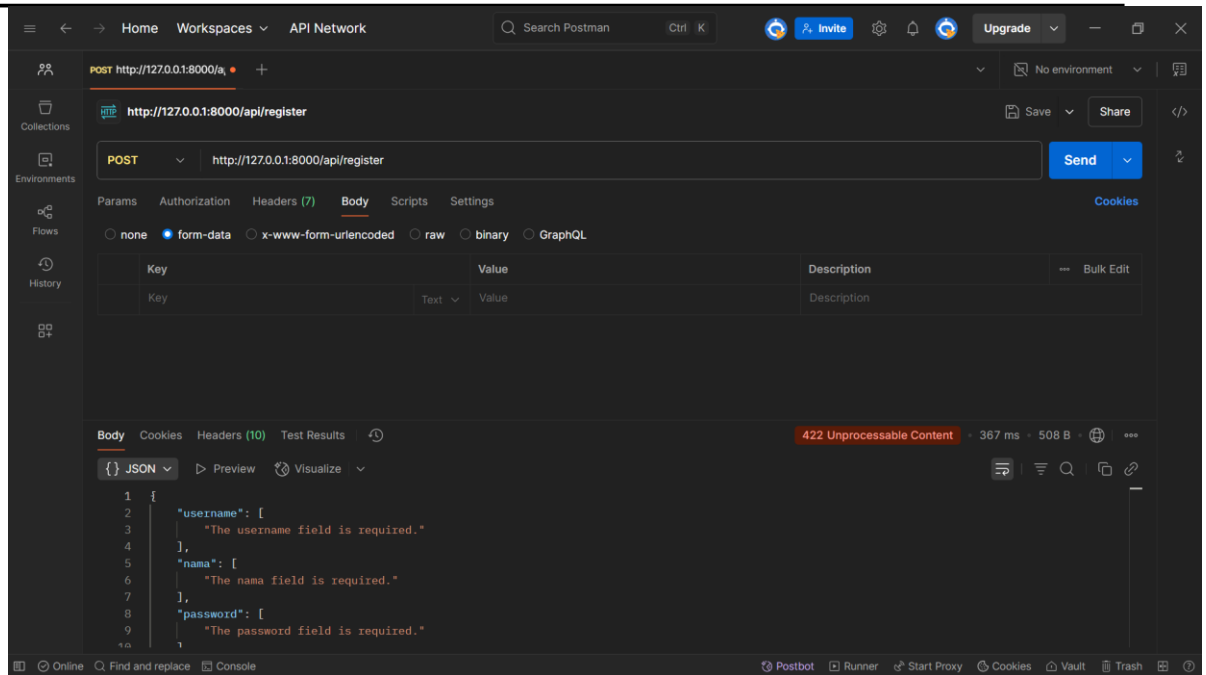 Home Workspaces API Network Search Postman Ctrl K Invite Upgrade
POST http://127.0.0.1:8000/a No environment
HTTP http://127.0.0.1:8000/api/register Save Share
Collections
POST http://127.0.0.1:8000/api/register Send
Environments
Params Authorization Headers (7) Body Scripts Settings Cookies
Flows
none form-data x-www-form-urlencoded raw binary GraphQL
History
Key Value Description Bulk Edit
Key Text Value Description
Body Cookies Headers (10) Test Results 422 Unprocessable Content 367 ms 508 B
{} JSON Preview Visualize
1 {
2 "username": [
3 "The username field is required."
4 ],
5 "nama": [
6 "The nama field is required."
7 ],
8 "password": [
9 "The password field is required."
10 ]
Online Find and replace Console Postbot Runner Start Proxy Cookies Vault Trash